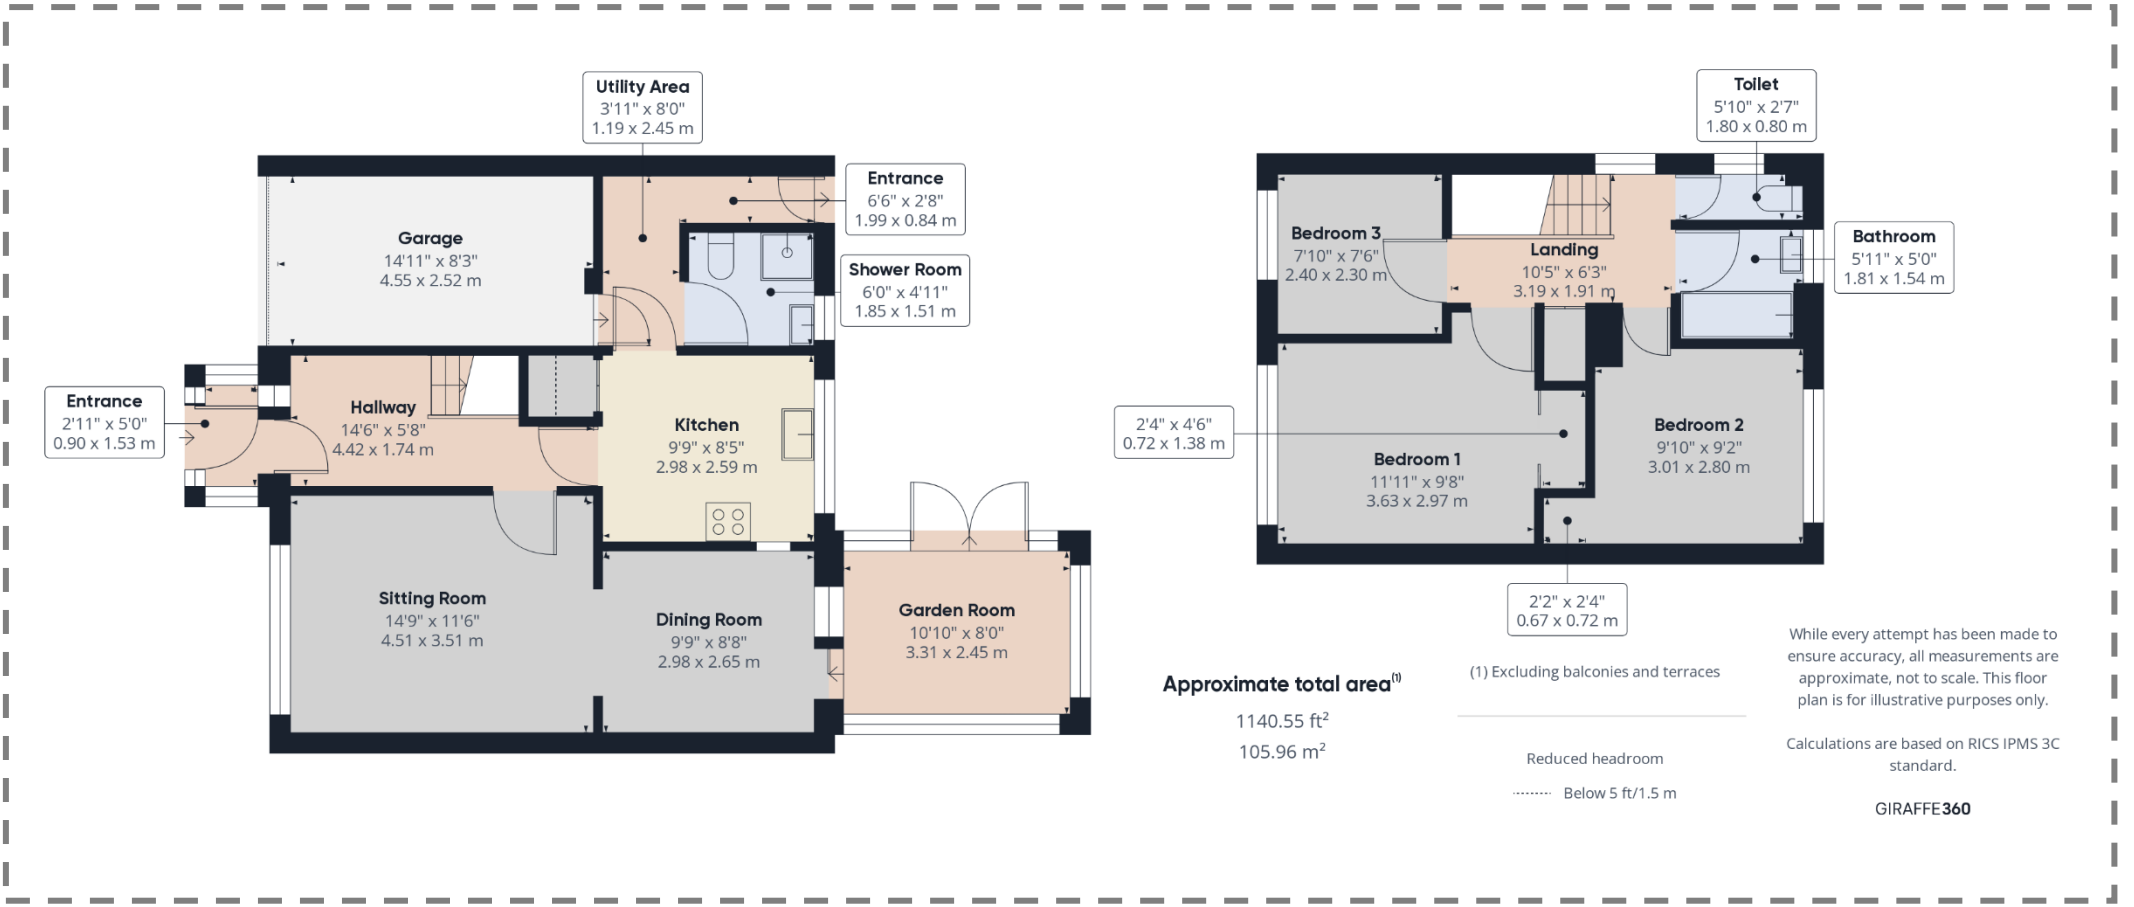 Utility Area
3'11" x 8'0"
1.19 x 2.45 m
Entrance
6'6" x 2'8"
1.99 x 0.84 m
Garage
14'11" x 8'3"
4.55 x 2.52 m
Shower Room
6'0" x 4'11"
1.85 x 1.51 m
Entrance
2'11" x 5'0"
0.90 x 1.53 m
Hallway
14'6" x 5'8"
4.42 x 1.74 m
Kitchen
9'9" x 8'5"
2.98 x 2.59 m
Sitting Room
14'9" x 11'6"
4.51 x 3.51 m
Dining Room
9'9" x 8'8"
2.98 x 2.65 m
Garden Room
10'10" x 8'0"
3.31 x 2.45 m
Toilet
5'10" x 2'7"
1.80 x 0.80 m
Bedroom 3
7'10" x 7'6"
2.40 x 2.30 m
Landing
10'5" x 6'3"
3.19 x 1.91 m
Bathroom
5'11" x 5'0"
1.81 x 1.54 m
2'4" x 4'6"
0.72 x 1.38 m
Bedroom 1
11'11" x 9'8"
3.63 x 2.97 m
Bedroom 2
9'10" x 9'2"
3.01 x 2.80 m
2'2" x 2'4"
0.67 x 0.72 m
Approximate total area(1)
1140.55 ft²
105.96 m²
(1) Excluding balconies and terraces
Reduced headroom
Below 5 ft/1.5 m
While every attempt has been made to
ensure accuracy, all measurements are
approximate, not to scale. This floor
plan is for illustrative purposes only.
Calculations are based on RICS IPMS 3C
standard.
GIRAFFE360